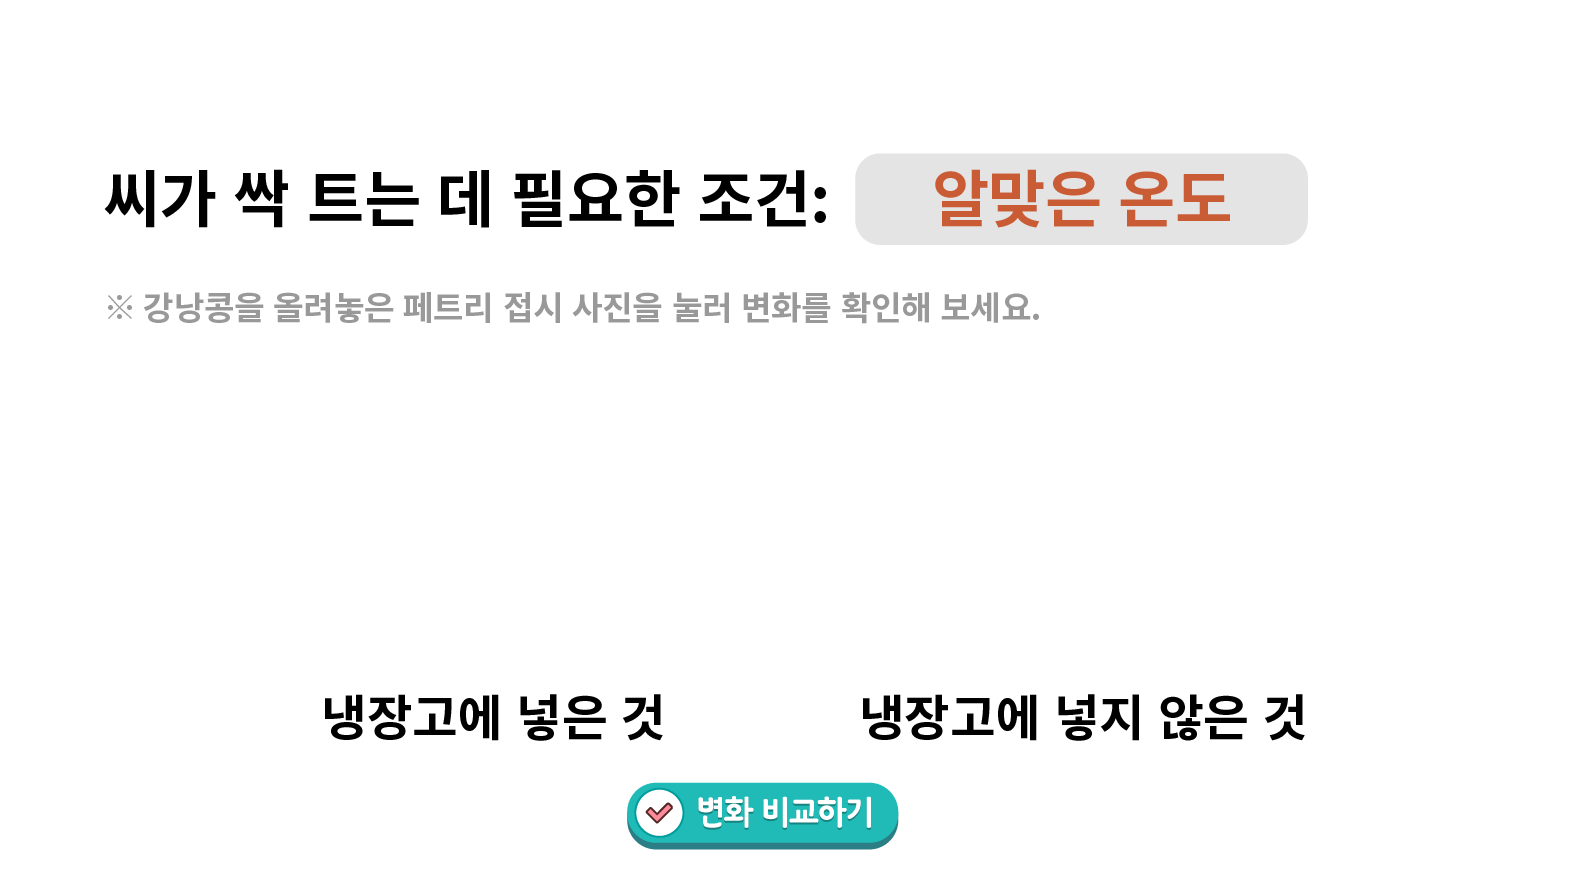 씨가 싹 트는 데 필요한 조건: 알맞은 온도
※ 강낭콩을 올려놓은 페트리 접시 사진을 눌러 변화를 확인해 보세요.
냉장고에 넣은 것
냉장고에 넣지 않은 것
변화 비교하기